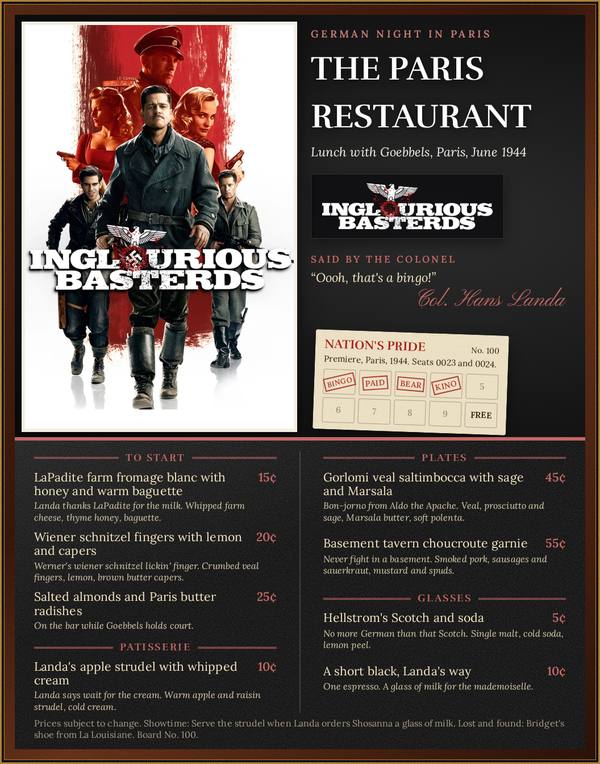 INGLOURIOUS
BASTERDS
GERMAN NIGHT IN PARIS
THE PARIS
RESTAURANT
Lunch with Goebbels, Paris, June 1944
INGLOURIOUS
BASTERDS
SAID BY THE COLONEL
“Oooh, that's a bingo!”
Col. Hans Landa
NATION'S PRIDE No. 100
Premiere, Paris, 1944. Seats 0023 and 0024.
BINGO PAID BEAR KINO 5
6 7 8 9 FREE
TO START
LaPadite farm fromage blanc with 15¢
honey and warm baguette
Landa thanks LaPadite for the milk. Whipped farm
cheese, thyme honey, baguette.
Wiener schnitzel fingers with lemon 20¢
and capers
Werner's wiener schnitzel lickin' finger. Crumbed veal
fingers, lemon, brown butter capers.
Salted almonds and Paris butter 25¢
radishes
On the bar while Goebbels holds court.
PATISSERIE
Landa's apple strudel with whipped 10¢
cream
Landa says wait for the cream. Warm apple and raisin
strudel, cold cream.
PLATES
Gorlomi veal saltimbocca with sage 45¢
and Marsala
Bon-jorno from Aldo the Apache. Veal, prosciutto and
sage, Marsala butter, soft polenta.
Basement tavern choucroute garnie 55¢
Never fight in a basement. Smoked pork, sausages and
sauerkraut, mustard and spuds.
GLASSES
Hellstrom's Scotch and soda 5¢
No more German than that Scotch. Single malt, cold soda,
lemon peel.
A short black, Landa's way 10¢
One espresso. A glass of milk for the mademoiselle.
Prices subject to change. Showtime: Serve the strudel when Landa orders Shosanna a glass of milk. Lost and found: Bridget's
shoe from La Louisiane. Board No. 100.